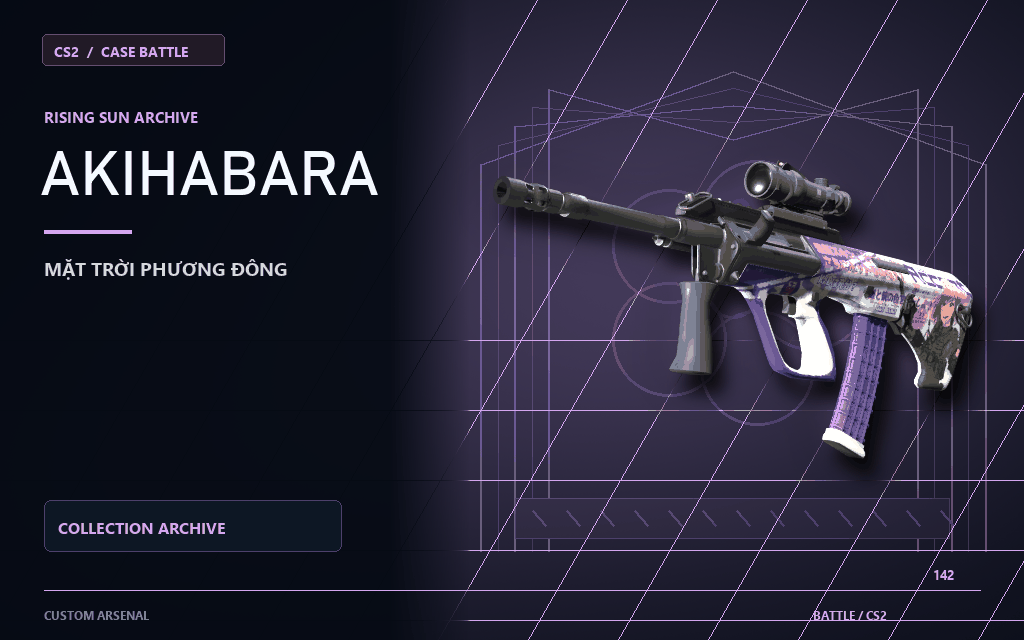 CS2 / CASE BATTLE
RISING SUN ARCHIVE
AKIHABARA
MẶT TRỜI PHƯƠNG ĐÔNG
COLLECTION ARCHIVE
142
CUSTOM ARSENAL
BATTLE / CS2